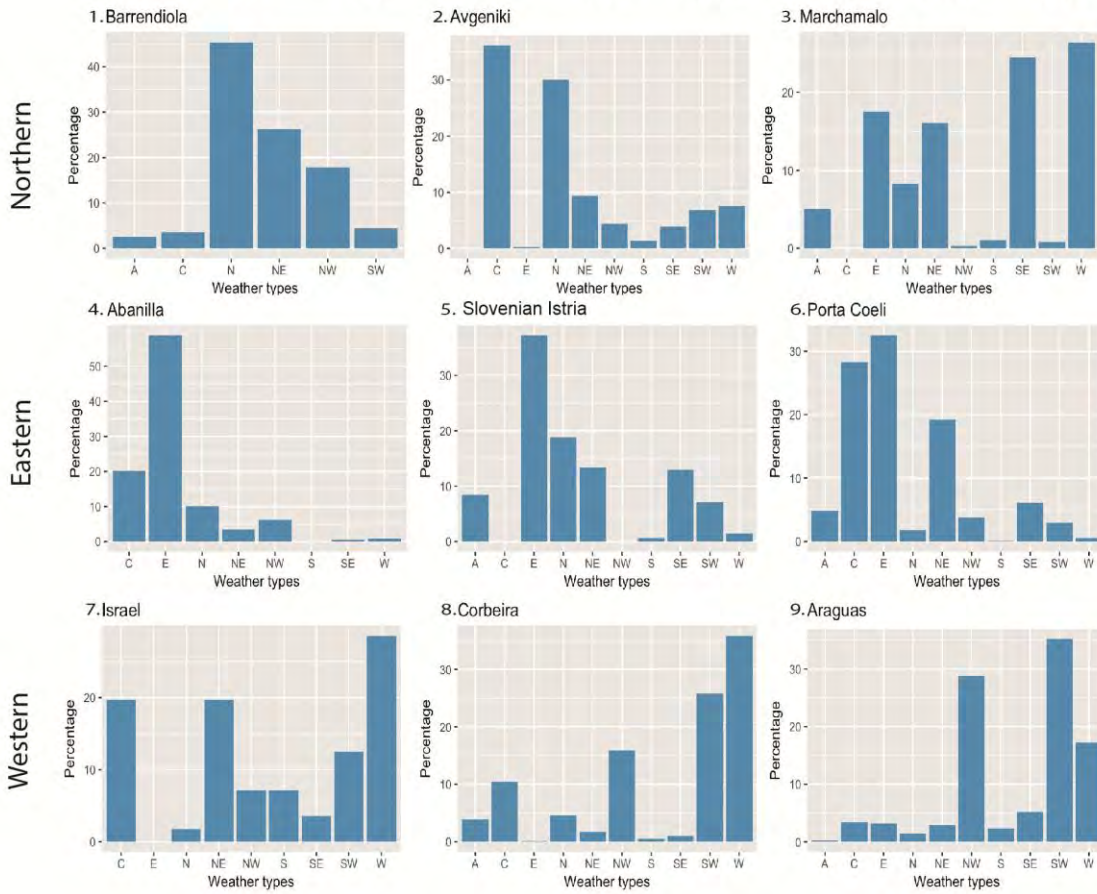 1. Barrendiola
2. Avgeniki
3. Marchamalo
Northern
Percentage
40
30
20
10
0
A C N NE NW SW
Weather types
Percentage
30
20
10
0
A C E N NE NW S SE SW W
Weather types
Percentage
20
10
0
A C E N NE NW S SE SW W
Weather types
4. Abanilla
5. Slovenian Istria
6. Porta Coeli
Eastern
Percentage
50
40
30
20
10
0
C E N NE NW S SE W
Weather types
Percentage
30
20
10
0
A C E N NE NW S SE SW W
Weather types
Percentage
30
20
10
0
A C E N NE NW S SE SW W
Weather types
7. Israel
8. Corbeira
9. Araguas
Western
Percentage
20
10
0
C E N NE NW S SE SW W
Weather types
Percentage
30
20
10
0
A C E N NE NW S SE SW W
Weather types
Percentage
30
20
10
0
A C E N NE NW S SE SW W
Weather types